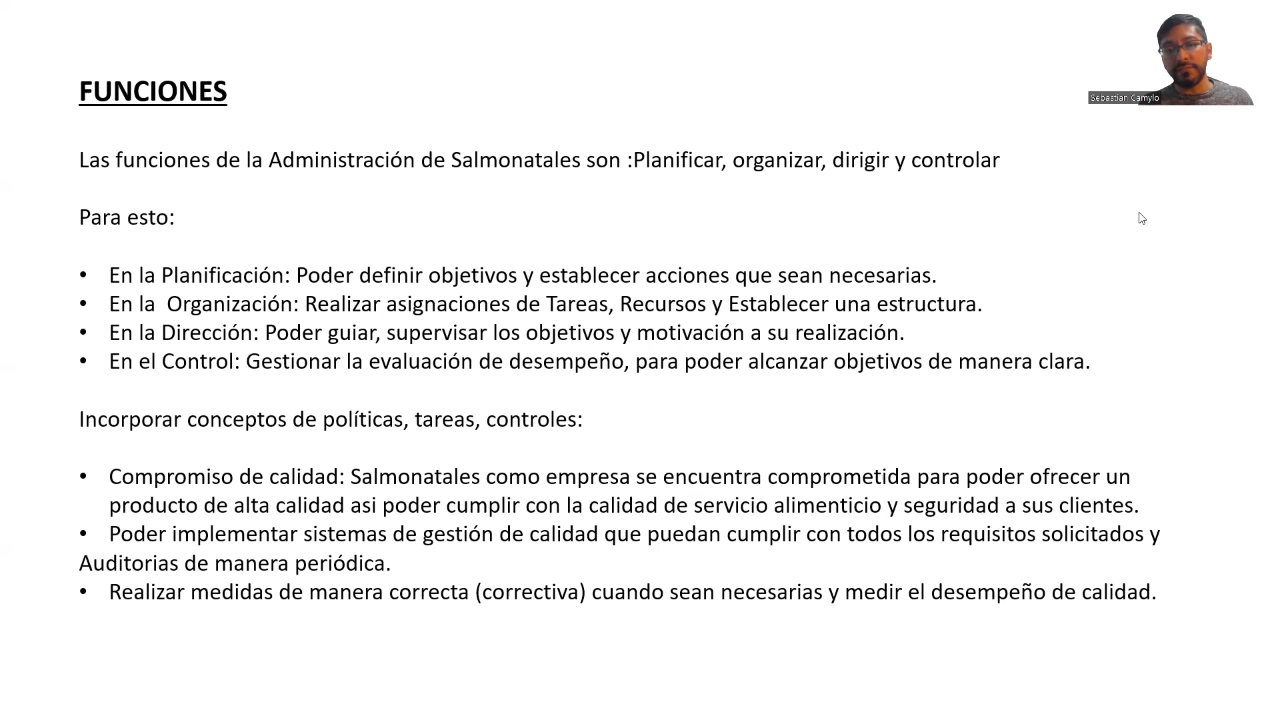 FUNCIONES
Sebastian Camylo
Las funciones de la Administración de Salmonatales son :Planificar, organizar, dirigir y controlar
Para esto:
• En la Planificación: Poder definir objetivos y establecer acciones que sean necesarias.
• En la  Organización: Realizar asignaciones de Tareas, Recursos y Establecer una estructura.
• En la Dirección: Poder guiar, supervisar los objetivos y motivación a su realización.
• En el Control: Gestionar la evaluación de desempeño, para poder alcanzar objetivos de manera clara.
Incorporar conceptos de políticas, tareas, controles:
• Compromiso de calidad: Salmonatales como empresa se encuentra comprometida para poder ofrecer un
producto de alta calidad asi poder cumplir con la calidad de servicio alimenticio y seguridad a sus clientes.
• Poder implementar sistemas de gestión de calidad que puedan cumplir con todos los requisitos solicitados y
Auditorias de manera periódica.
• Realizar medidas de manera correcta (correctiva) cuando sean necesarias y medir el desempeño de calidad.